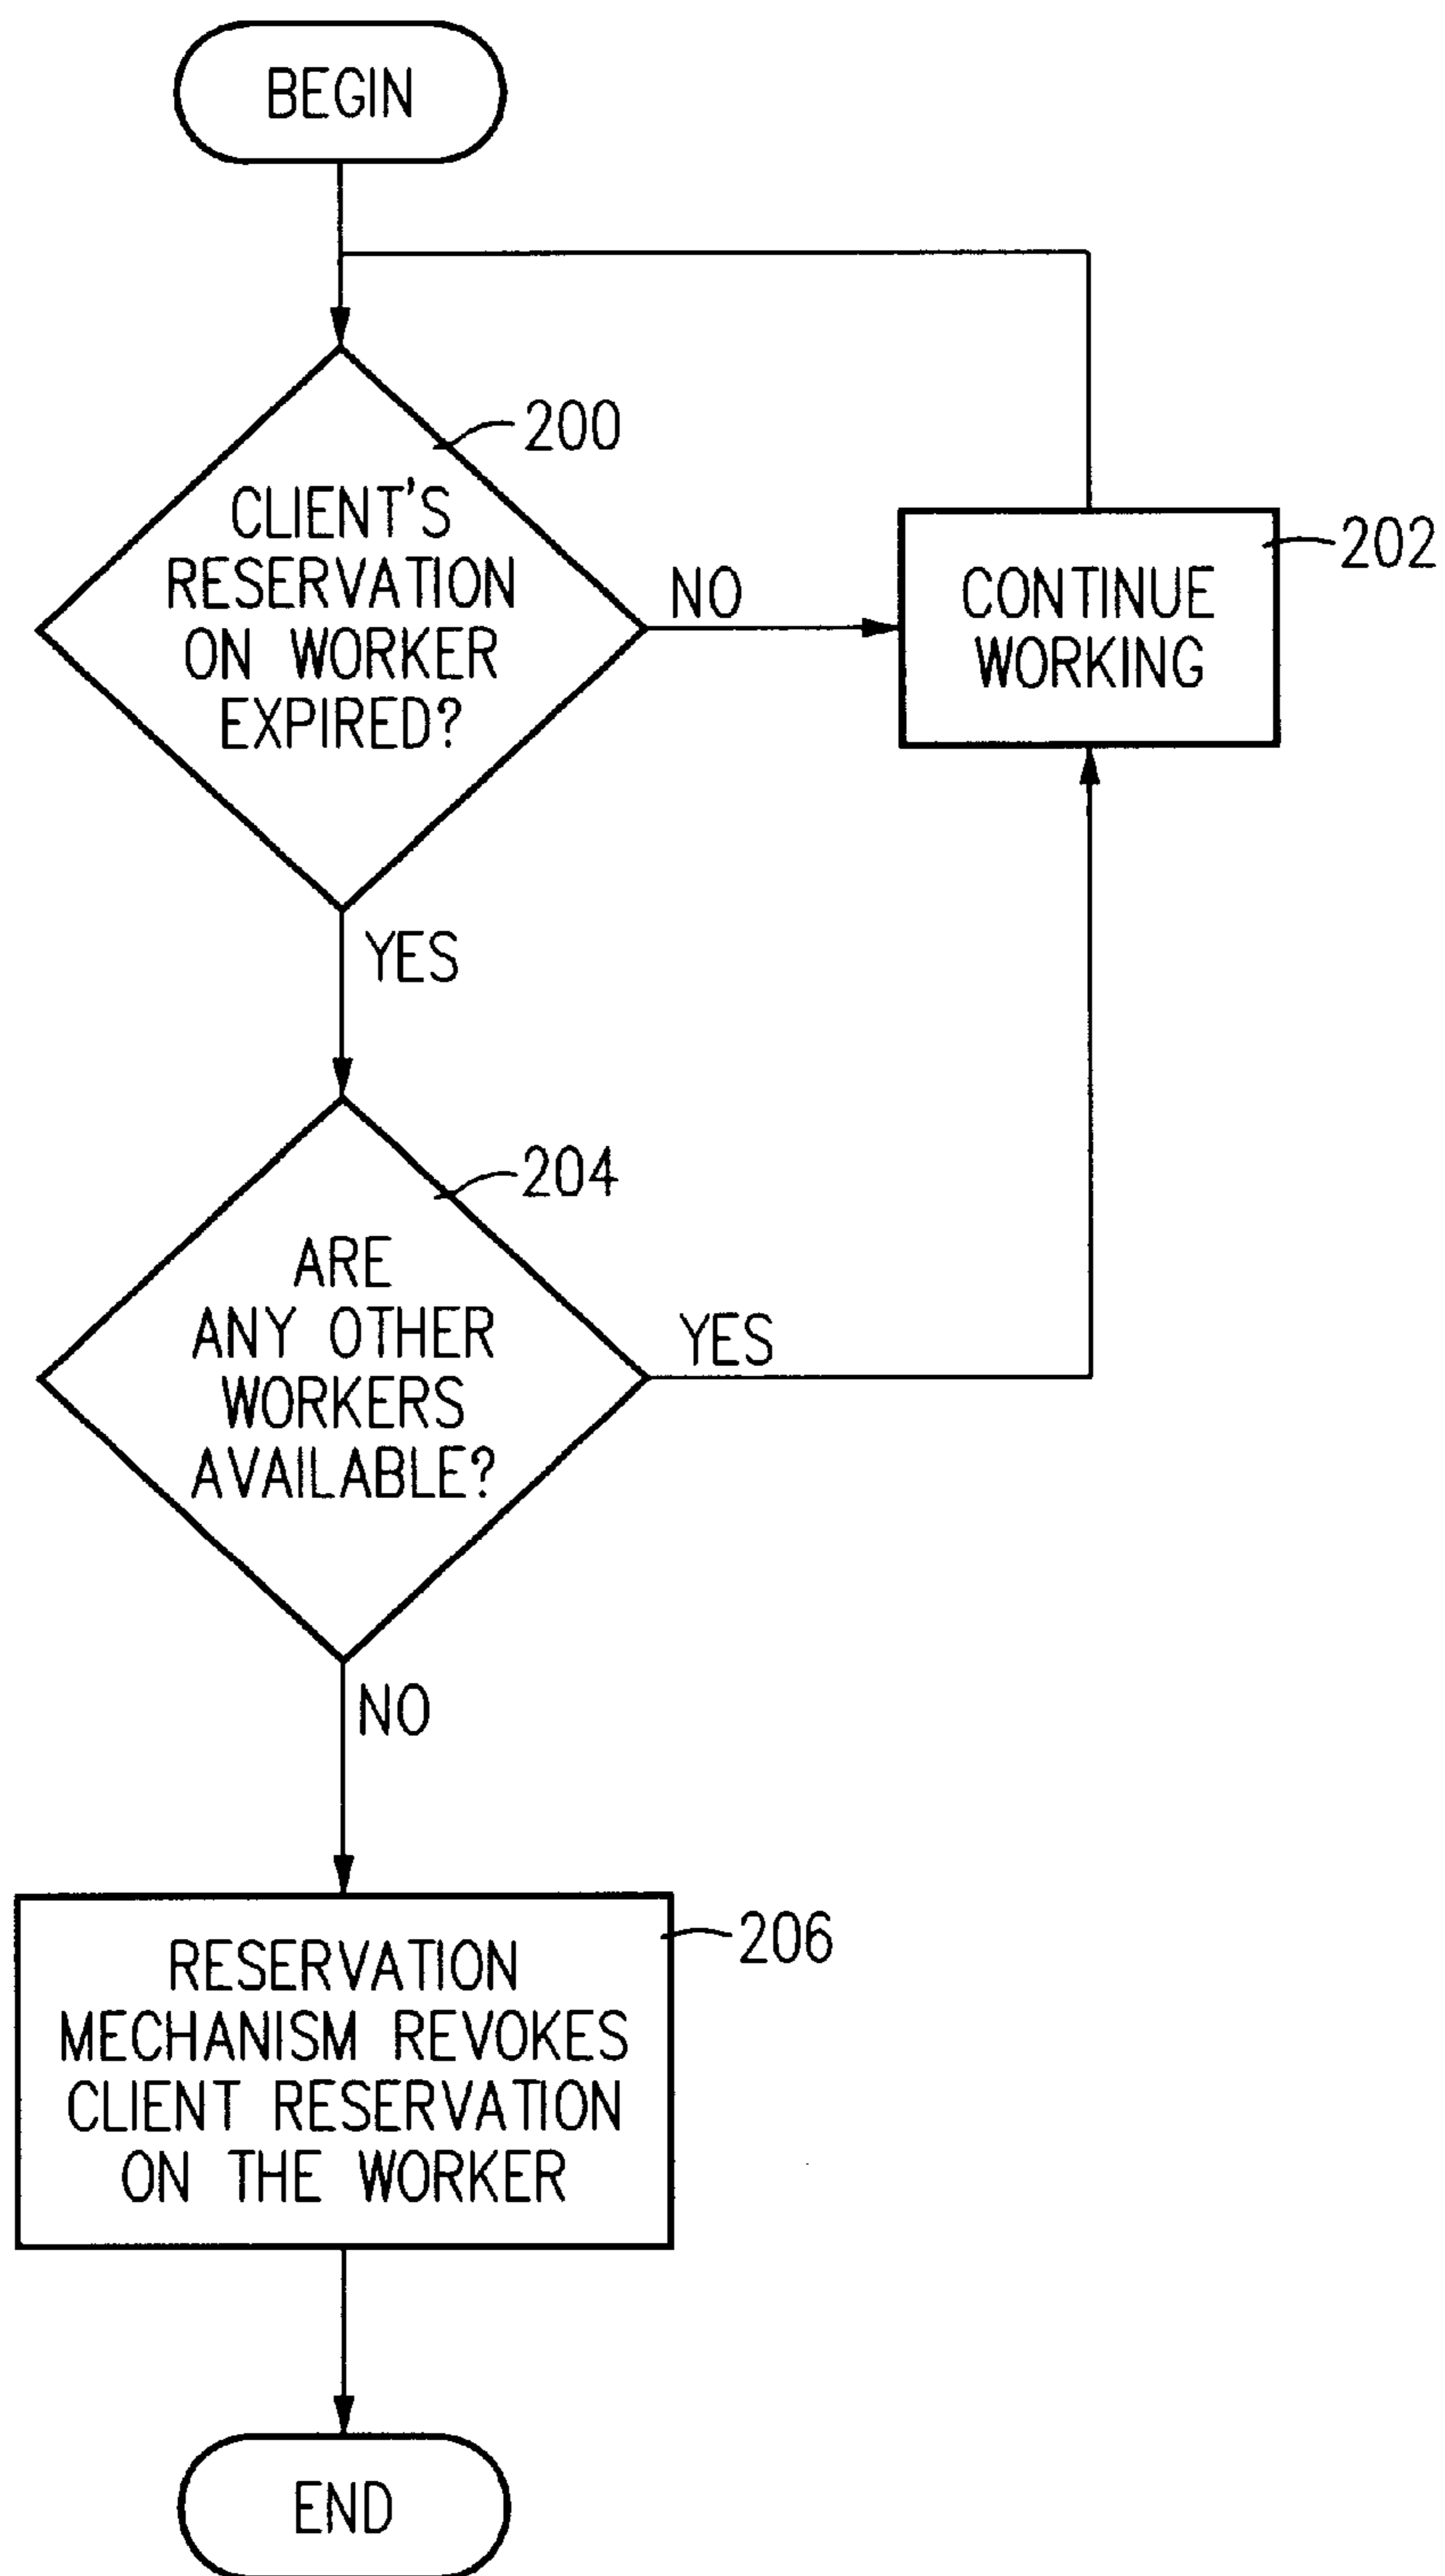 BEGIN
200
CLIENT'S
RESERVATION
ON WORKER
EXPIRED?
NO
CONTINUE
WORKING
202
YES
204
ARE
ANY OTHER
WORKERS
AVAILABLE?
YES
NO
206
RESERVATION
MECHANISM REVOKES
CLIENT RESERVATION
ON THE WORKER
END